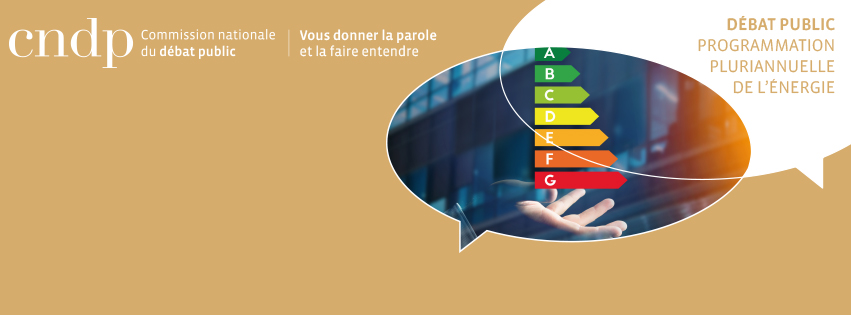 cndp
Commission nationale
du débat public
Vous donner la parole
et la faire entendre
DÉBAT PUBLIC
PROGRAMMATION
PLURIANNUELLE
DE L’ÉNERGIE
A
B
C
D
E
F
G